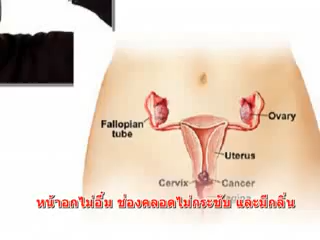 Fallopian
tube
Ovary
Uterus
Cervix
Cancer
Vagina
หน้าอกไม่อึ๋ม ช่องคลอดไม่กระชับ และมีกลิ่น